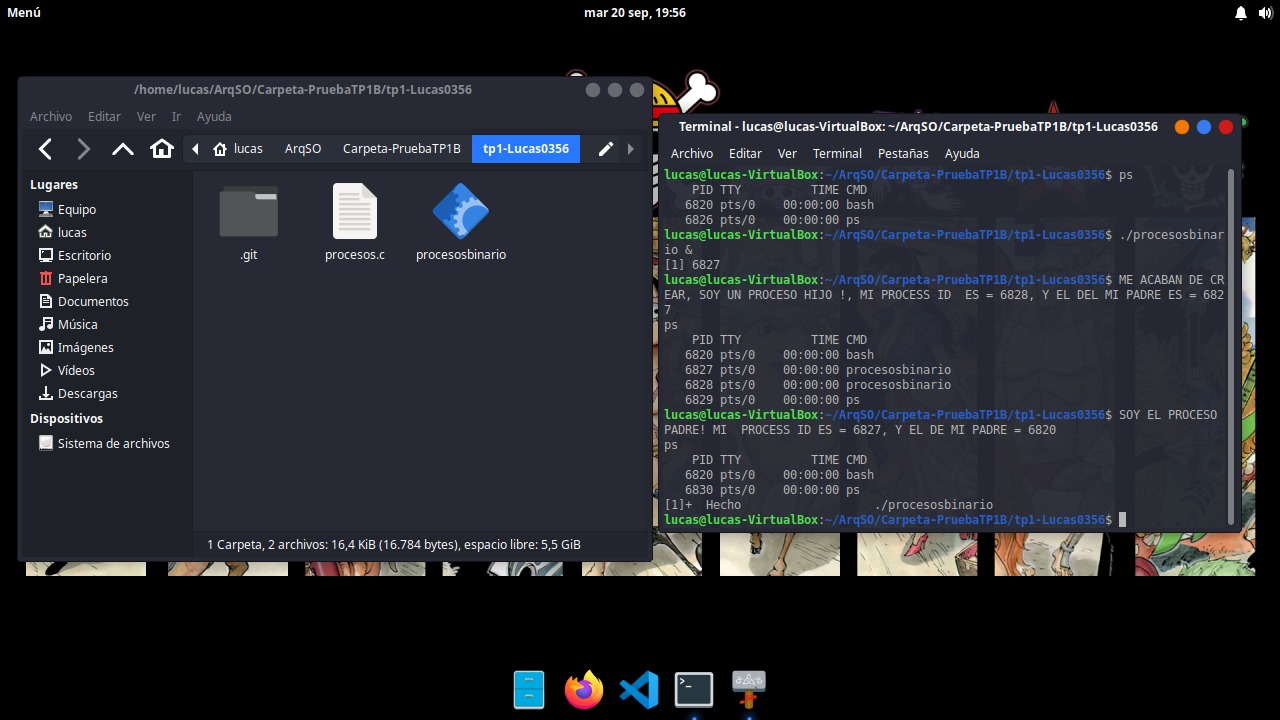 Menú
mar 20 sep, 19:56
/home/lucas/ArqSO/Carpeta-PruebaTP1B/tp1-Lucas0356
Archivo Editar Ver Ir Ayuda
lucas ArqSO Carpeta-PruebaTP1B tp1-Lucas0356
Lugares
Equipo
lucas
Escritorio
Papelera
Documentos
Música
Imágenes
Vídeos
Descargas
Dispositivos
Sistema de archivos
.git
procesos.c
procesosbinario
1 Carpeta, 2 archivos: 16,4 KiB (16.784 bytes), espacio libre: 5,5 GiB
Terminal - lucas@lucas-VirtualBox: ~/ArqSO/Carpeta-PruebaTP1B/tp1-Lucas0356
Archivo Editar Ver Terminal Pestañas Ayuda
lucas@lucas-VirtualBox:~/ArqSO/Carpeta-PruebaTP1B/tp1-Lucas0356$ ps
PID TTY TIME CMD
6820 pts/0 00:00:00 bash
6826 pts/0 00:00:00 ps
lucas@lucas-VirtualBox:~/ArqSO/Carpeta-PruebaTP1B/tp1-Lucas0356$ ./procesosbinar
io &
[1] 6827
lucas@lucas-VirtualBox:~/ArqSO/Carpeta-PruebaTP1B/tp1-Lucas0356$ ME ACABAN DE CR
EAR, SOY UN PROCESO HIJO !, MI PROCESS ID  ES = 6828, Y EL DEL MI PADRE ES = 682
7
ps
PID TTY TIME CMD
6820 pts/0 00:00:00 bash
6827 pts/0 00:00:00 procesosbinario
6828 pts/0 00:00:00 procesosbinario
6829 pts/0 00:00:00 ps
lucas@lucas-VirtualBox:~/ArqSO/Carpeta-PruebaTP1B/tp1-Lucas0356$ SOY EL PROCESO
PADRE! MI  PROCESS ID ES = 6827, Y EL DE MI PADRE = 6820
ps
PID TTY TIME CMD
6820 pts/0 00:00:00 bash
6830 pts/0 00:00:00 ps
[1]+  Hecho ./procesosbinario
lucas@lucas-VirtualBox:~/ArqSO/Carpeta-PruebaTP1B/tp1-Lucas0356$